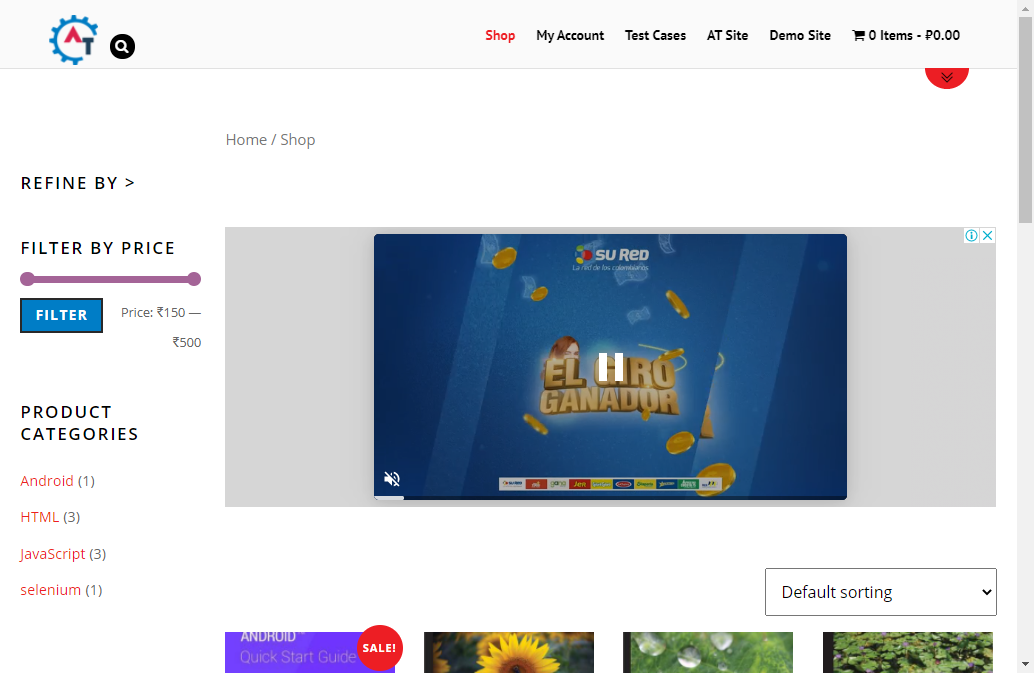 AT
Shop
My Account
Test Cases
AT Site
Demo Site
0 Items - ₽0.00
Home / Shop
REFINE BY >
FILTER BY PRICE
FILTER
Price: ₹150 —
₹500
PRODUCT
CATEGORIES
Android (1)
HTML (3)
JavaScript (3)
selenium (1)
SU RED
La red de los colombianos
EL GIRO
GANADOR
Default sorting
ANDROID
Quick Start Guide
SALE!